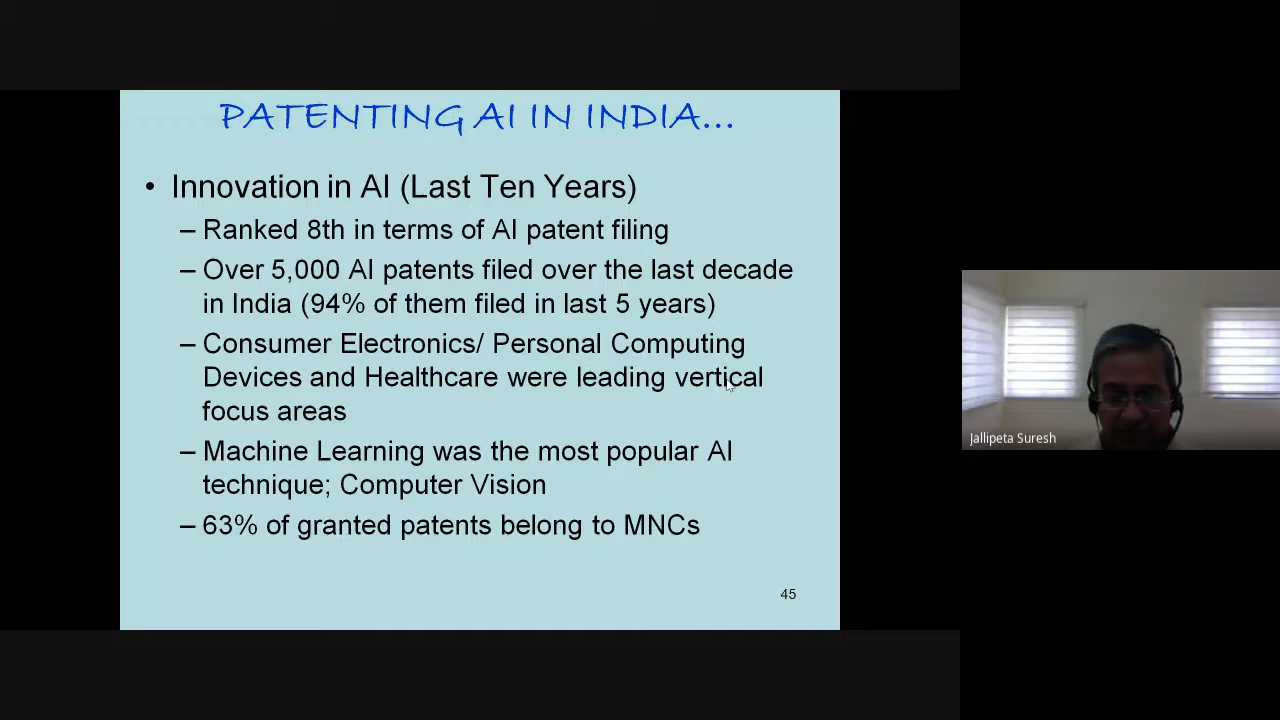 PATENTING AI IN INDIA...
• Innovation in AI (Last Ten Years)
– Ranked 8th in terms of AI patent filing
– Over 5,000 AI patents filed over the last decade
in India (94% of them filed in last 5 years)
– Consumer Electronics/ Personal Computing
Devices and Healthcare were leading vertical
focus areas
– Machine Learning was the most popular AI
technique; Computer Vision
– 63% of granted patents belong to MNCs
45
Jallipeta Suresh